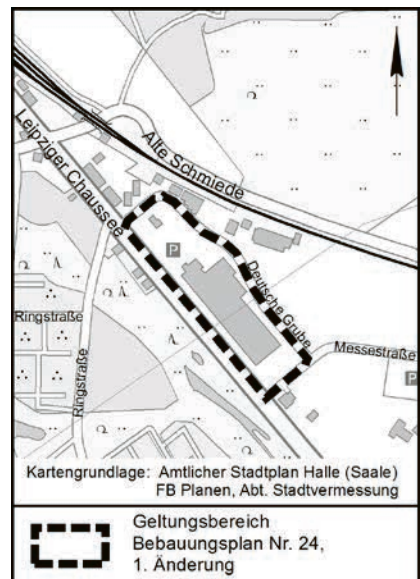 Leipziger Chaussee
Alte Schmiede
P
Deutsche Grube
Ringstraße
Ringstraße
Messestraße
P
Kartengrundlage: Amtlicher Stadtplan Halle (Saale)
FB Planen, Abt. Stadtvermessung
Geltungsbereich
Bebauungsplan Nr. 24,
1. Änderung